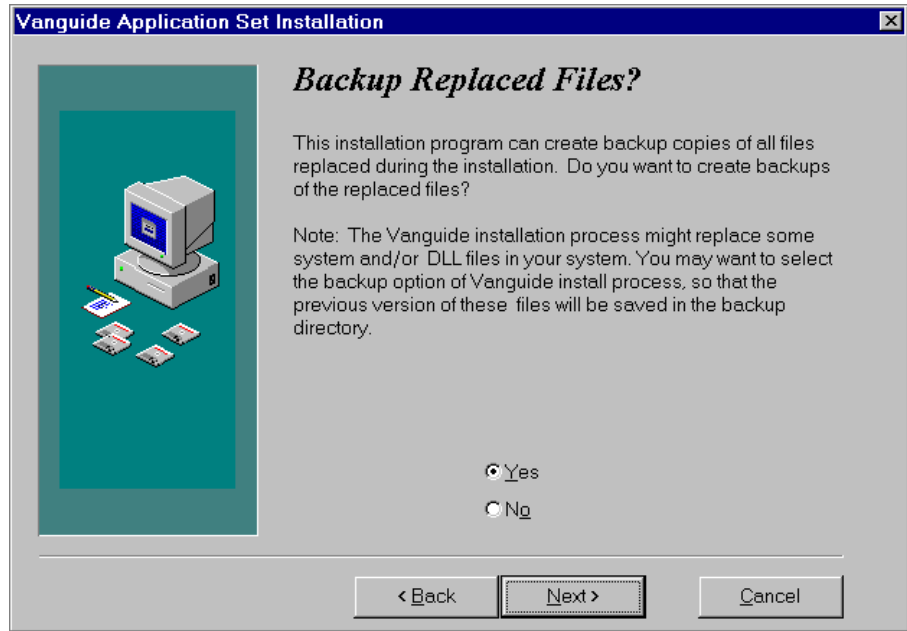 Vanguide Application Set Installation
Backup Replaced Files?
This installation program can create backup copies of all files
replaced during the installation.  Do you want to create backups
of the replaced files?
Note:  The Vanguide installation process might replace some
system and/or  DLL files in your system. You may want to select
the backup option of Vanguide install process, so that the
previous version of these  files will be saved in the backup
directory.
Yes
No
< Back
Next >
Cancel